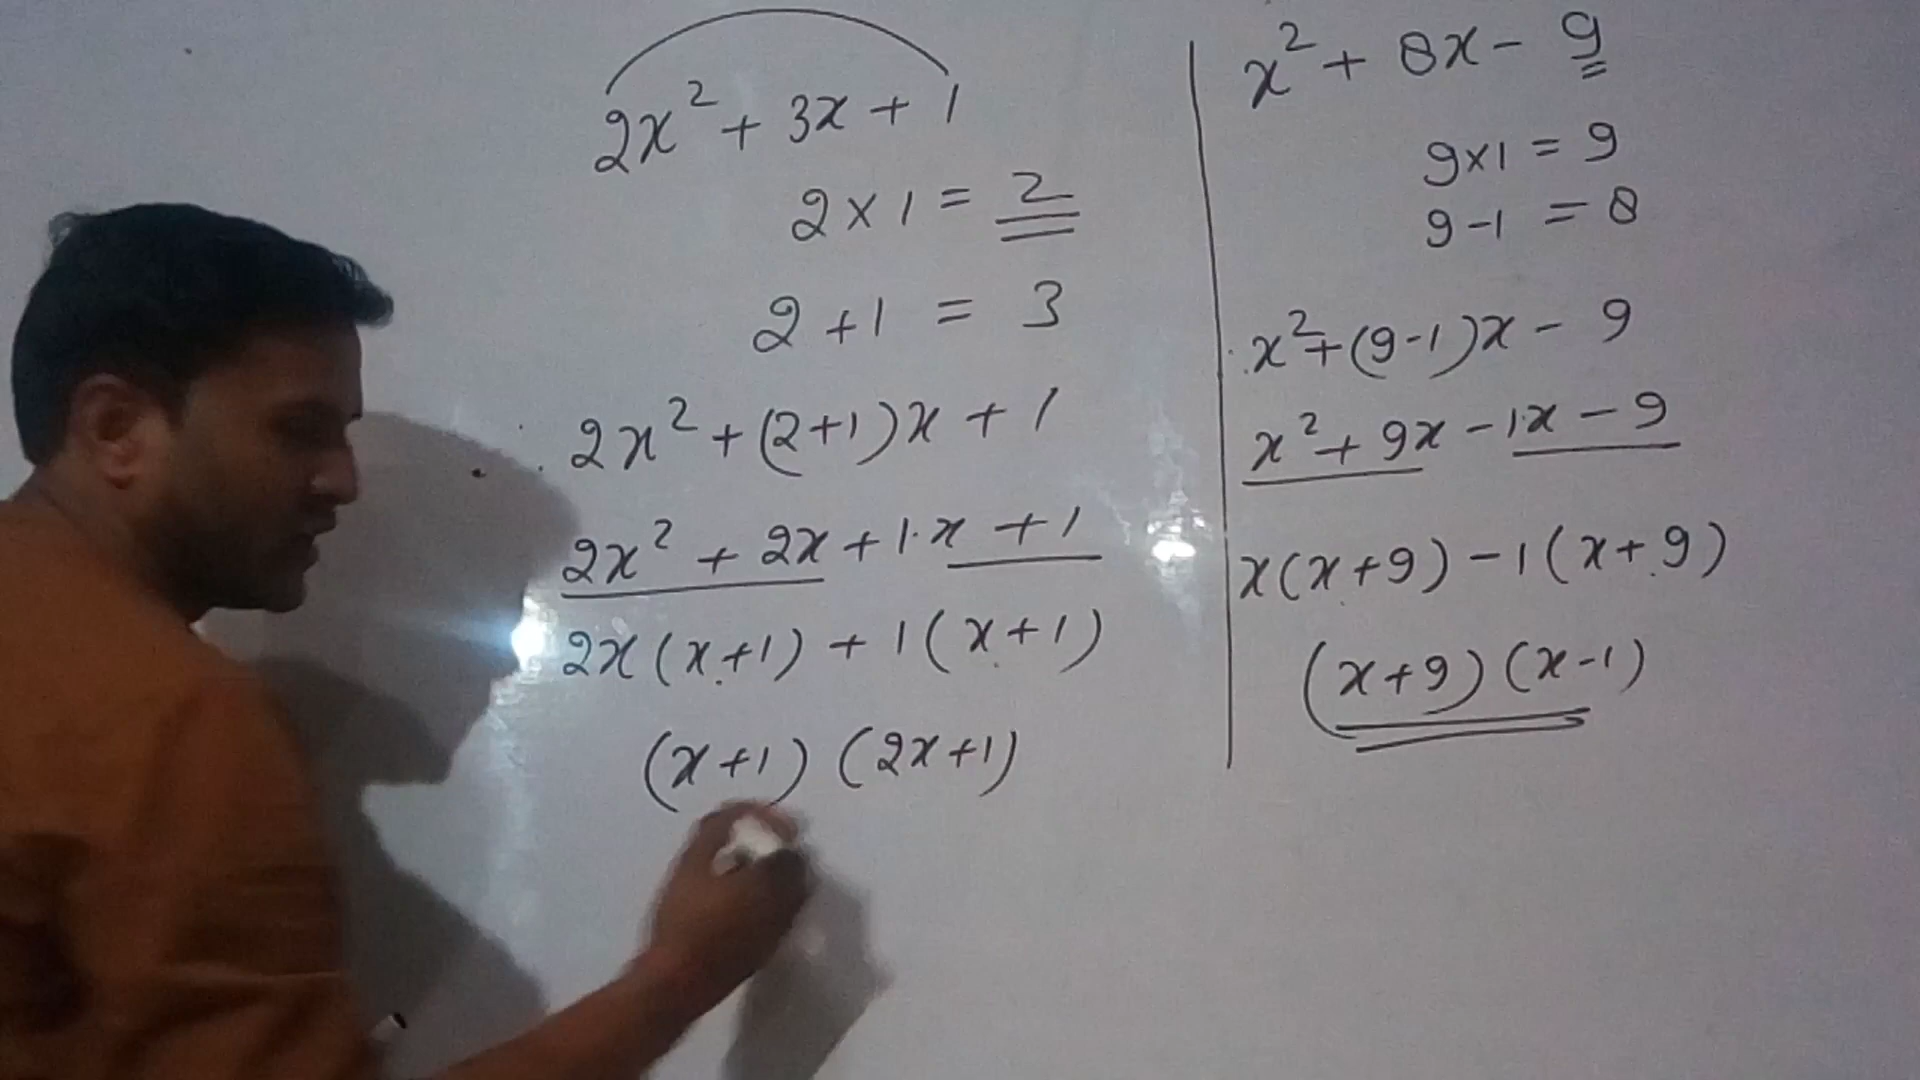 2x² + 3x + 1
2 × 1 = 2
2 + 1 = 3
∴ 2x² + (2+1)x + 1
2x² + 2x + 1·x + 1
2x(x+1) + 1(x+1)
(x+1) (2x+1)
x² + 8x - 9
9×1 = 9
9-1 = 8
∴ x² + (9-1)x - 9
x² + 9x - 1·x - 9
x(x+9) - 1(x+9)
(x+9) (x-1)